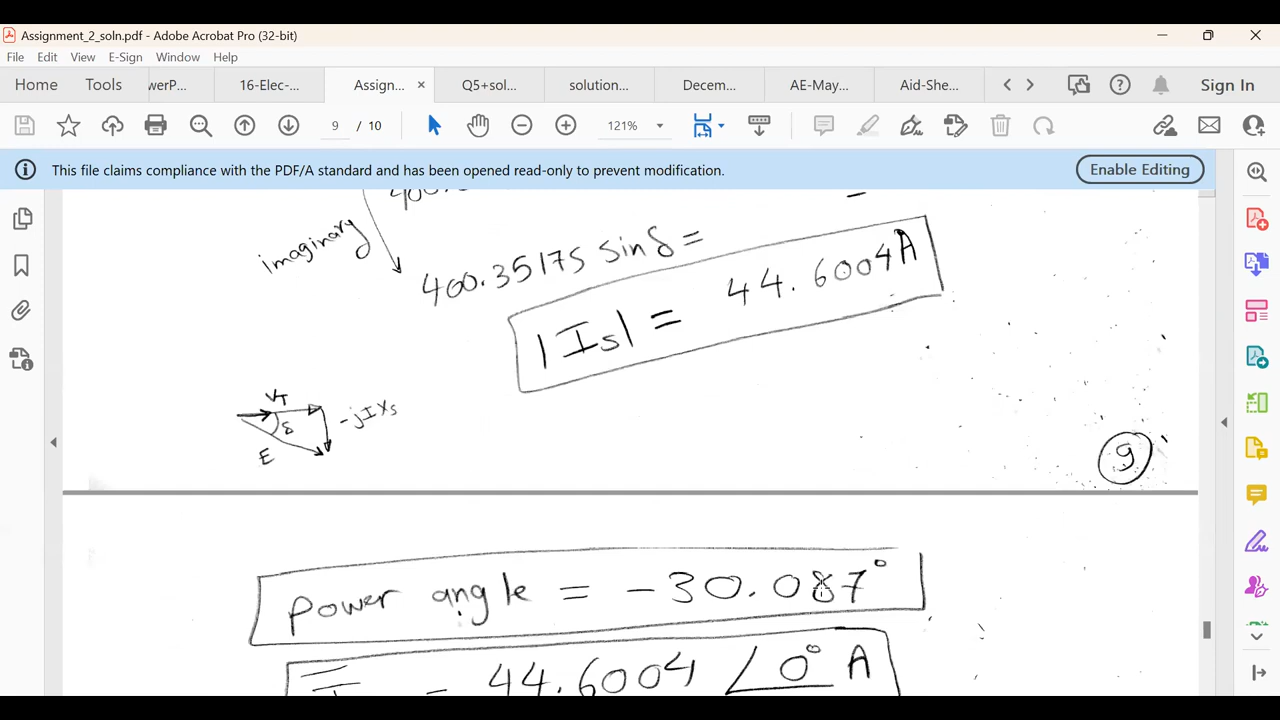 Assignment_2_soln.pdf - Adobe Acrobat Pro (32-bit)
File Edit View Window Help
Home Tools werP... 16-Elec-... Assign... × Q5+sol... solution... Decem... AE-May... Aid-She... Sign In
9 / 10 121%
This file claims compliance with the PDF/A standard and has been opened read-only to prevent modification. Enable Editing
imaginary
400.35175 sin δ =
|Is| = 44.6004 A
VT
δ
-jIXs
E
9
power angle = -30.087°
= 44.6004 ∠0° A